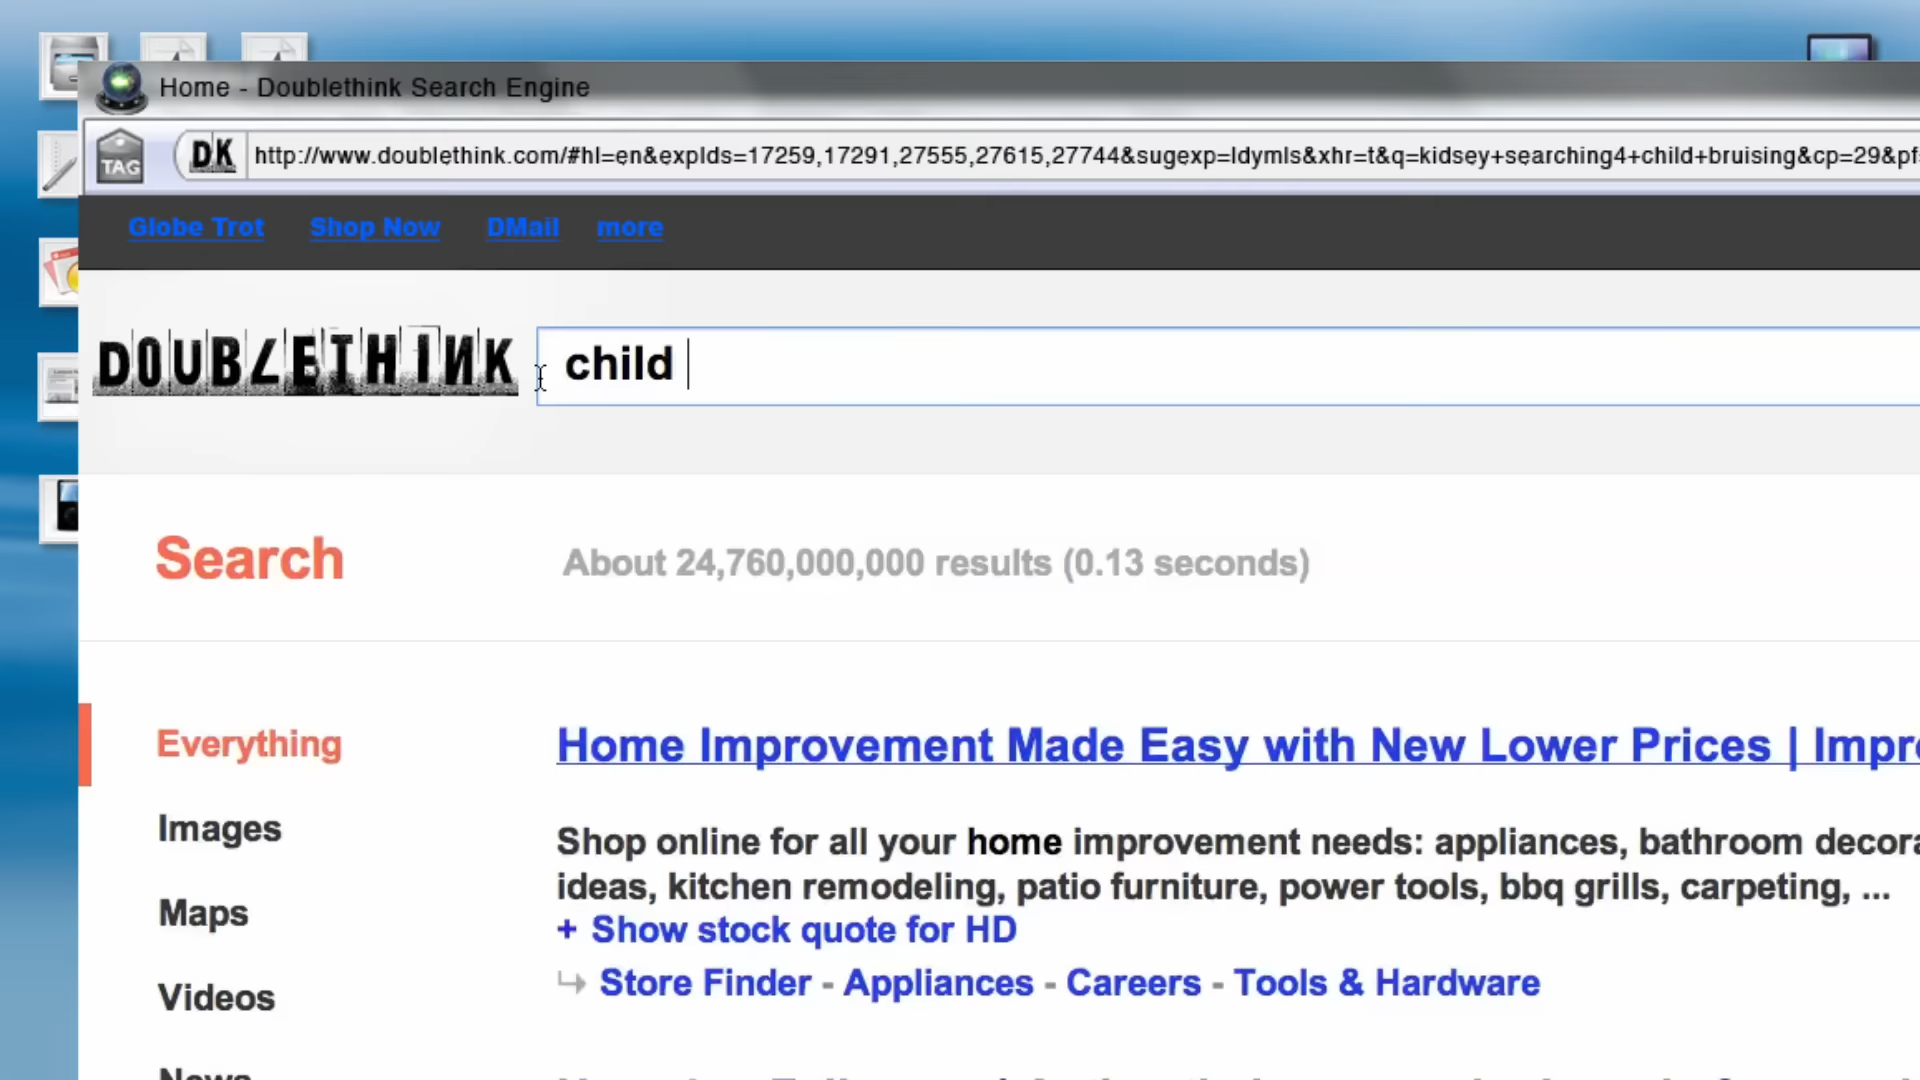 Home - Doublethink Search Engine
TAG
DK http://www.doublethink.com/#hl=en&expIds=17259,17291,27555,27615,27744&sugexp=ldymls&xhr=t&q=kidsey+searching4+child+bruising&cp=29&pf
Globe Trot Shop Now DMail more
DOUBLETHINK child
Search About 24,760,000,000 results (0.13 seconds)
Everything
Images
Maps
Videos
News
Home Improvement Made Easy with New Lower Prices | Impro
Shop online for all your home improvement needs: appliances, bathroom decora
ideas, kitchen remodeling, patio furniture, power tools, bbq grills, carpeting, ...
+ Show stock quote for HD
Store Finder - Appliances - Careers - Tools & Hardware